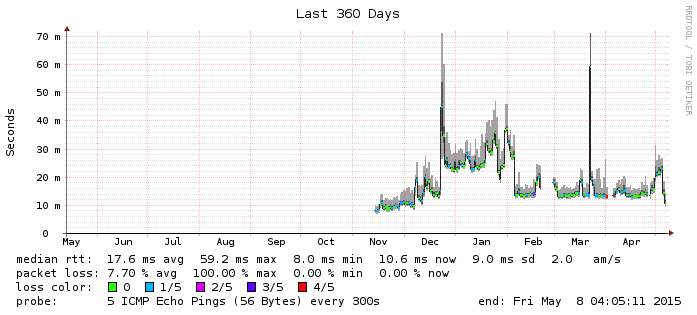 Last 360 Days
RRDTOOL / TOBI OETIKER
Seconds
70 m
60 m
50 m
40 m
30 m
20 m
10 m
0
May Jun Jul Aug Sep Oct Nov Dec Jan Feb Mar Apr
median rtt: 17.6 ms avg 59.2 ms max 8.0 ms min 10.6 ms now 9.0 ms sd 2.0 am/s
packet loss: 7.70 % avg 100.00 % max 0.00 % min 0.00 % now
loss color: 0 1/5 2/5 3/5 4/5
probe: 5 ICMP Echo Pings (56 Bytes) every 300s end: Fri May 8 04:05:11 2015